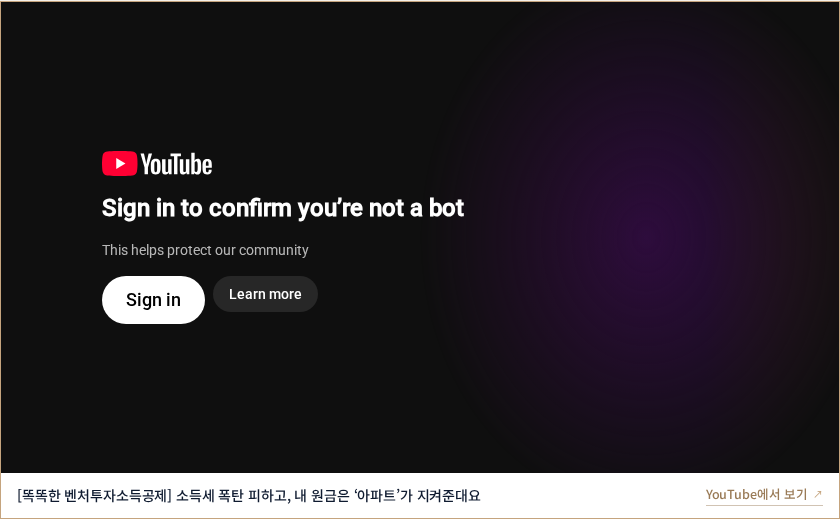 YouTube
Sign in to confirm you’re not a bot
This helps protect our community
Sign in
Learn more
[똑똑한 벤처투자소득공제] 소득세 폭탄 피하고, 내 원금은 ‘아파트’가 지켜준대요
YouTube에서 보기 ↗